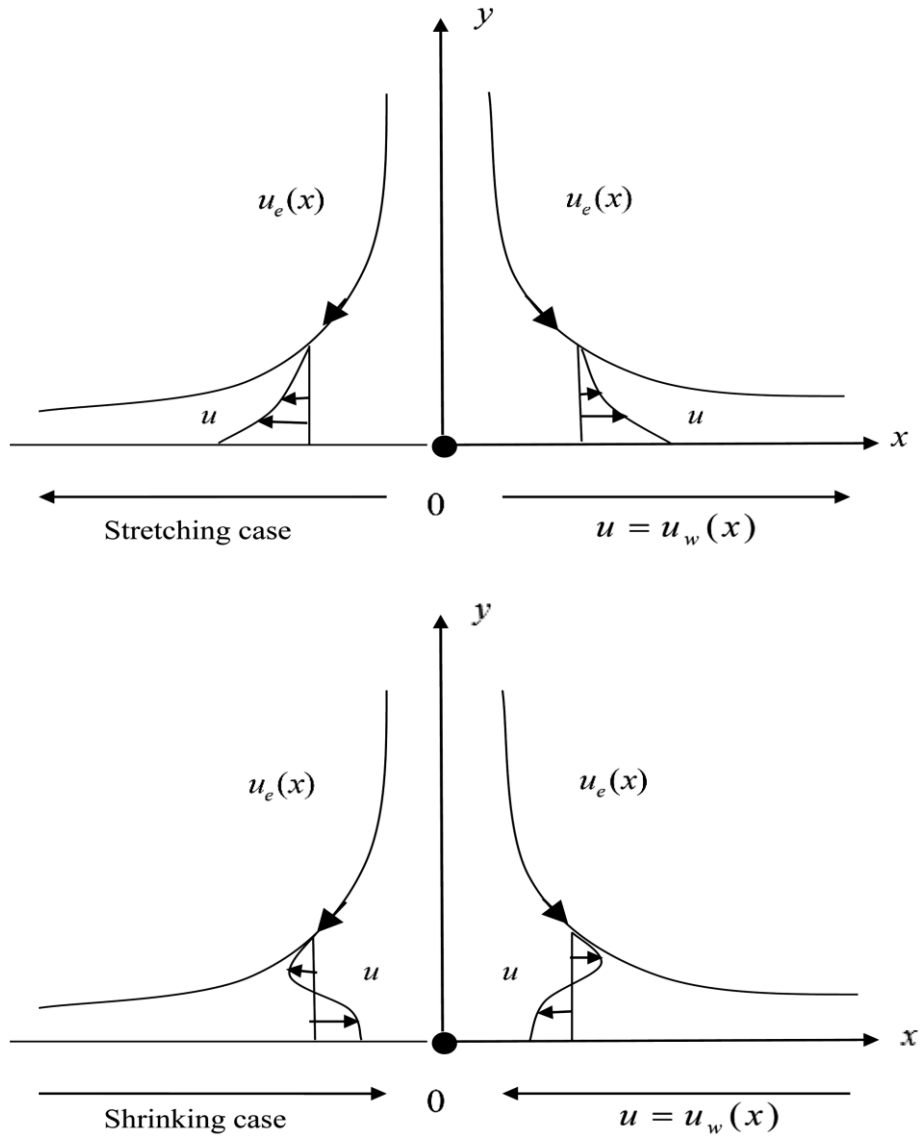 y
u_e(x) u_e(x)
u u
x
0
Stretching case u = u_w(x)
y
u_e(x) u_e(x)
u u
x
0
Shrinking case u = u_w(x)